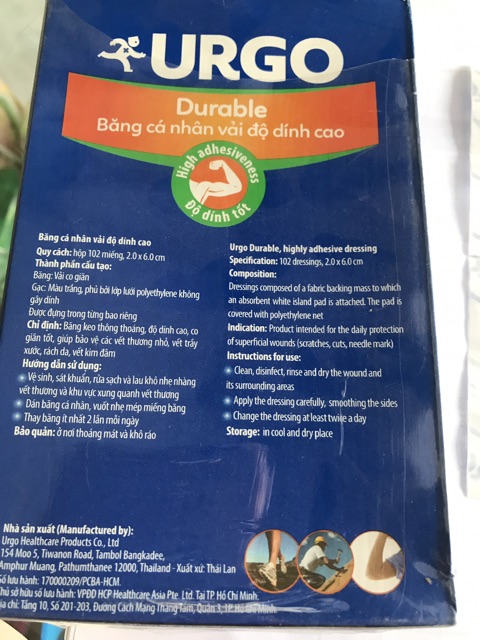 URGO
Durable
Băng cá nhân vải độ dính cao
High adhesiveness
Độ dính tốt
Băng cá nhân vải độ dính cao
Quy cách: hộp 102 miếng, 2.0 x 6.0 cm
Thành phần cấu tạo:
Băng: Vải co giãn
Gạc: Màu trắng, phủ bởi lớp lưới polyethylene không
gây dính
Được đựng trong từng bao riêng
Chỉ định: Băng keo thông thoáng, độ dính cao, co
giãn tốt, giúp bảo vệ các vết thương nhỏ, vết trầy
xước, rách da, vết kim đâm
Hướng dẫn sử dụng:
Vệ sinh, sát khuẩn, rửa sạch và lau khô nhẹ nhàng
vết thương và khu vực xung quanh vết thương
Dán băng cá nhân, vuốt nhẹ mép miếng băng
Thay băng ít nhất 2 lần mỗi ngày
Bảo quản: ở nơi thoáng mát và khô ráo
Urgo Durable, highly adhesive dressing
Specification: 102 dressings, 2.0 x 6.0 cm
Composition:
Dressings composed of a fabric backing mass to which
an absorbent white island pad is attached. The pad is
covered with polyethylene net
Indication: Product intended for the daily protection
of superficial wounds (scratches, cuts, needle mark)
Instructions for use:
Clean, disinfect, rinse and dry the wound and
its surrounding areas
Apply the dressing carefully, smoothing the sides
Change the dressing at least twice a day
Storage: in cool and dry place
Nhà sản xuất (Manufactured by):
Urgo Healthcare Products Co., Ltd
154 Moo 5, Tiwanon Road, Tambol Bangkadee,
Amphur Muang, Pathumthanee 12000, Thailand - Xuất xứ: Thái Lan
Số lưu hành: 170000209/PCBA-HCM.
Chủ sở hữu số lưu hành: VPĐD HCP Healthcare Asia Pte. Ltd. Tại TP. Hồ Chí Minh.
Địa chỉ: Tầng 10, Số 201-203, Đường Cách Mạng Tháng Tám, Quận 3, TP. Hồ Chí Minh.